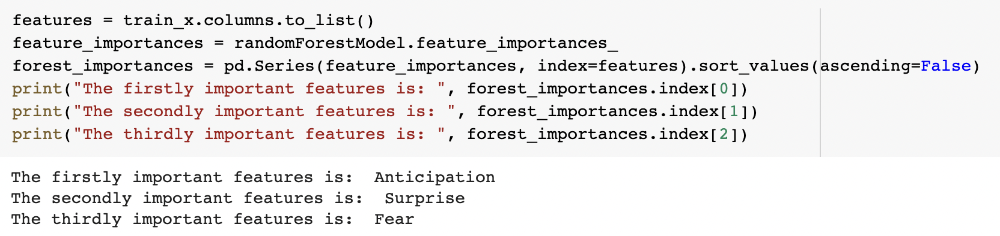 features = train_x.columns.to_list()
feature_importances = randomForestModel.feature_importances_
forest_importances = pd.Series(feature_importances, index=features).sort_values(ascending=False)
print("The firstly important features is: ", forest_importances.index[0])
print("The secondly important features is: ", forest_importances.index[1])
print("The thirdly important features is: ", forest_importances.index[2])
The firstly important features is:  Anticipation
The secondly important features is:  Surprise
The thirdly important features is:  Fear